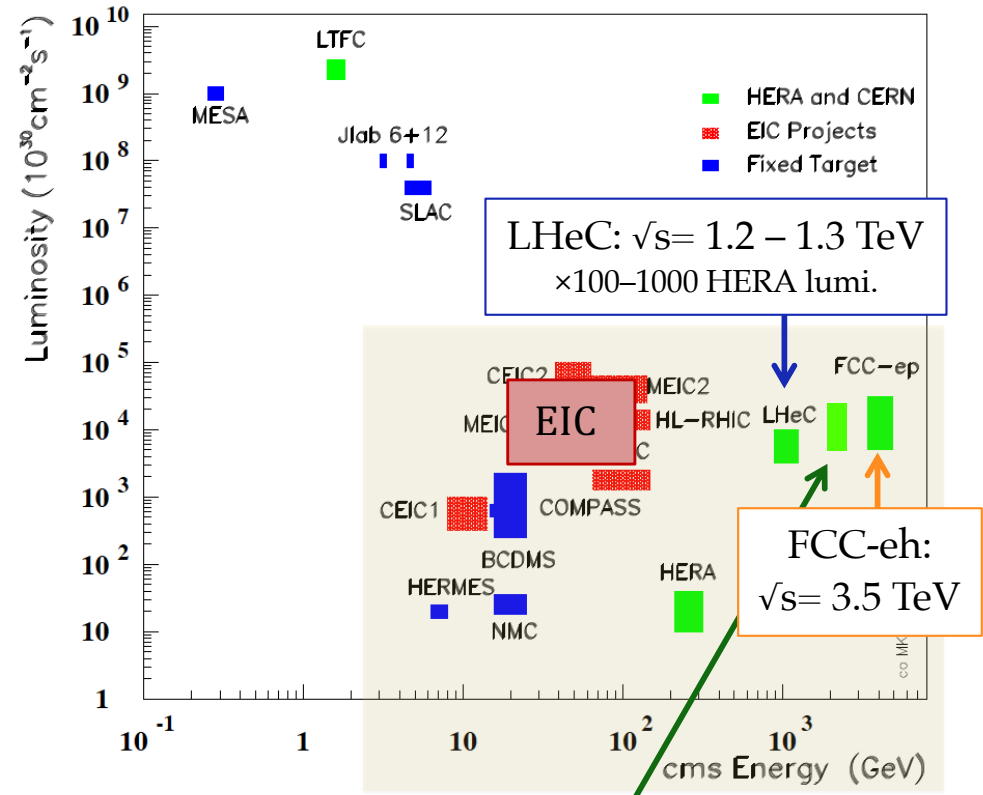 Luminosity (10³⁰cm⁻²s⁻¹)
10 10
10 9
10 8
10 7
10 6
10 5
10 4
10 3
10 2
10
1
10 -1
1
10
10 2
10 3
cms Energy (GeV)
LTFC
MESA
Jlab 6+12
SLAC
HERA and CERN
EIC Projects
Fixed Target
LHeC: √s= 1.2 – 1.3 TeV
×100–1000 HERA lumi.
CEIC2
MEIC2
FCC-ep
MEIC
EIC
HL-RHIC
LHeC
C
CEIC1
COMPASS
FCC-eh:
√s= 3.5 TeV
BCDMS
HERMES
HERA
NMC